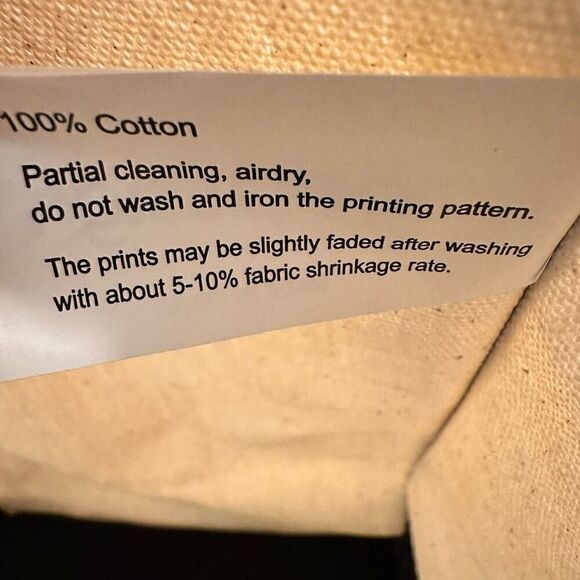 100% Cotton
Partial cleaning, airdry,
do not wash and iron the printing pattern.
The prints may be slightly faded after washing
with about 5-10% fabric shrinkage rate.